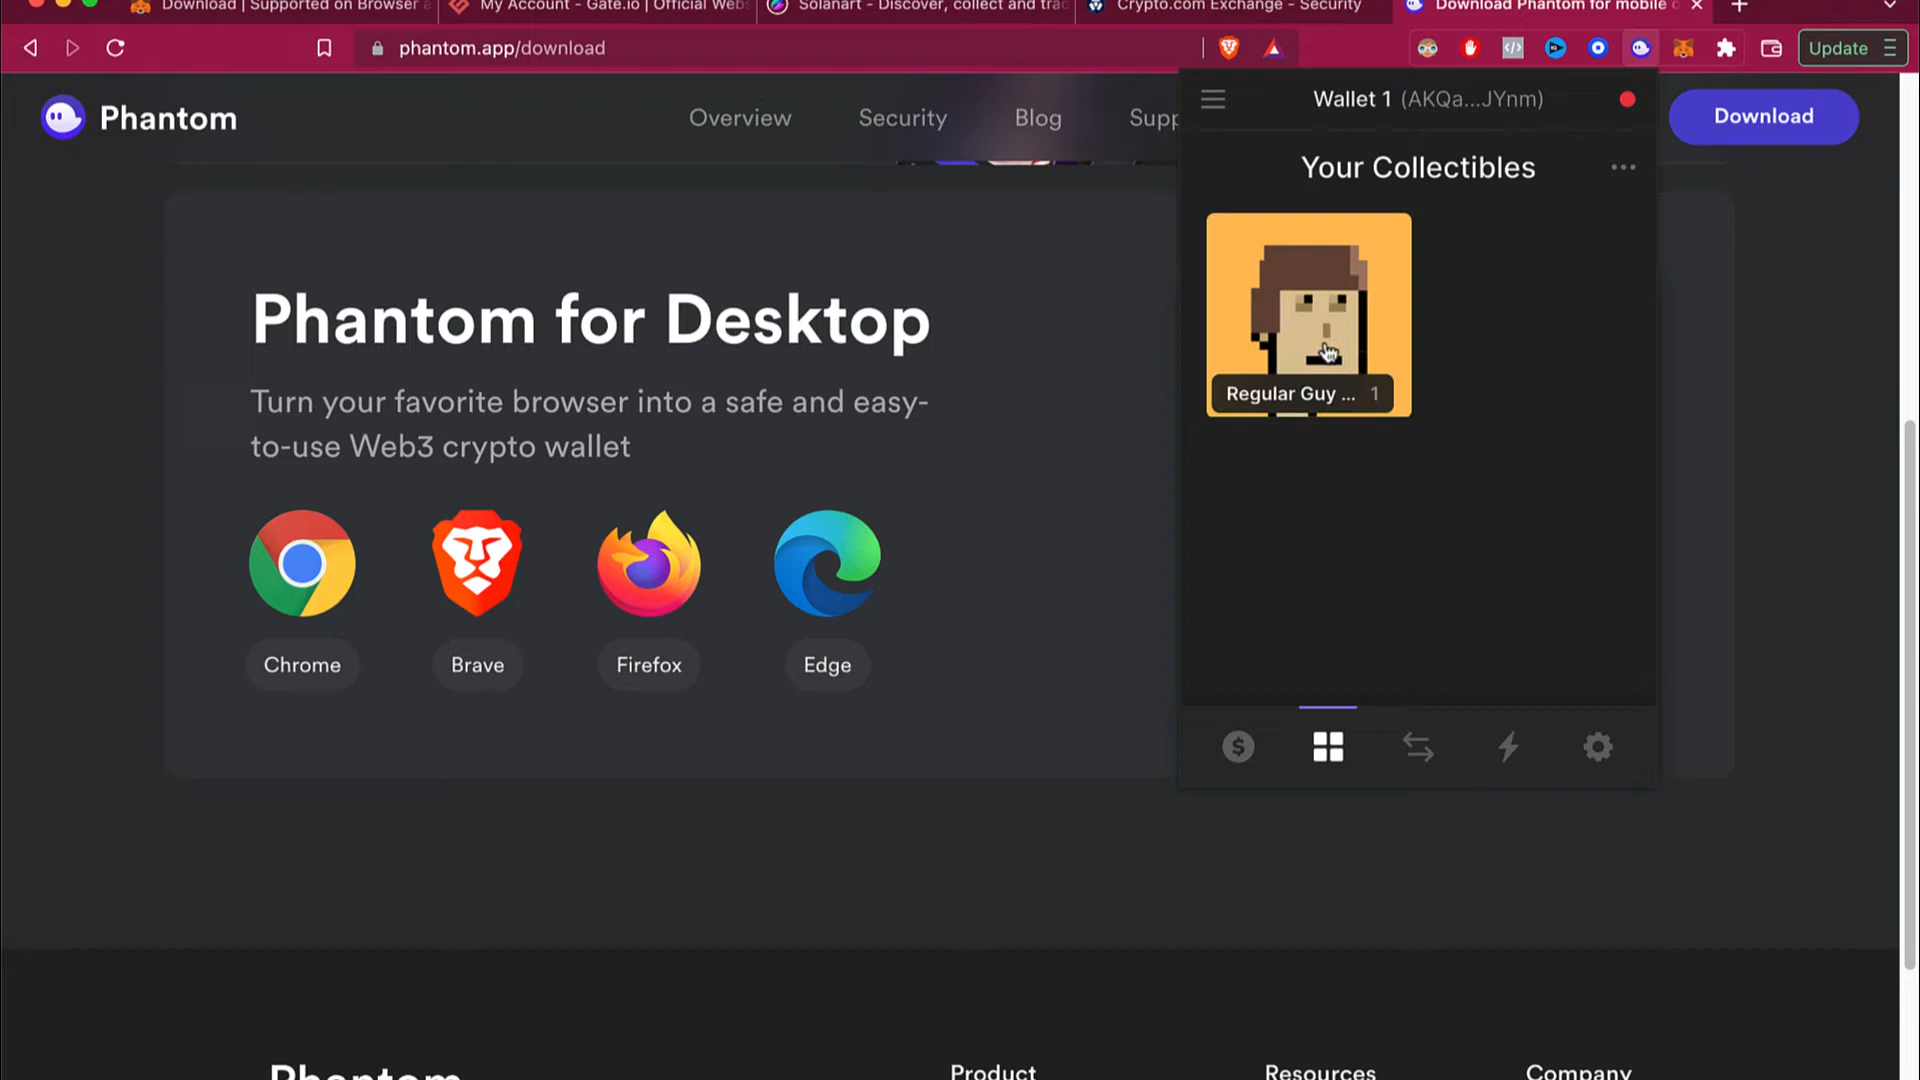 Download | Supported on Browser a
My Account - Gate.io | Official Web
Solanart - Discover, collect and trad
Crypto.com Exchange - Security
Download Phantom for mobile
phantom.app/download
Update
Phantom
Overview
Security
Blog
Supp
Wallet 1 (AKQa...JYnm)
Download
Your Collectibles
Regular Guy ... 1
Phantom for Desktop
Turn your favorite browser into a safe and easy-
to-use Web3 crypto wallet
Chrome
Brave
Firefox
Edge
Phantom
Product
Resources
Company